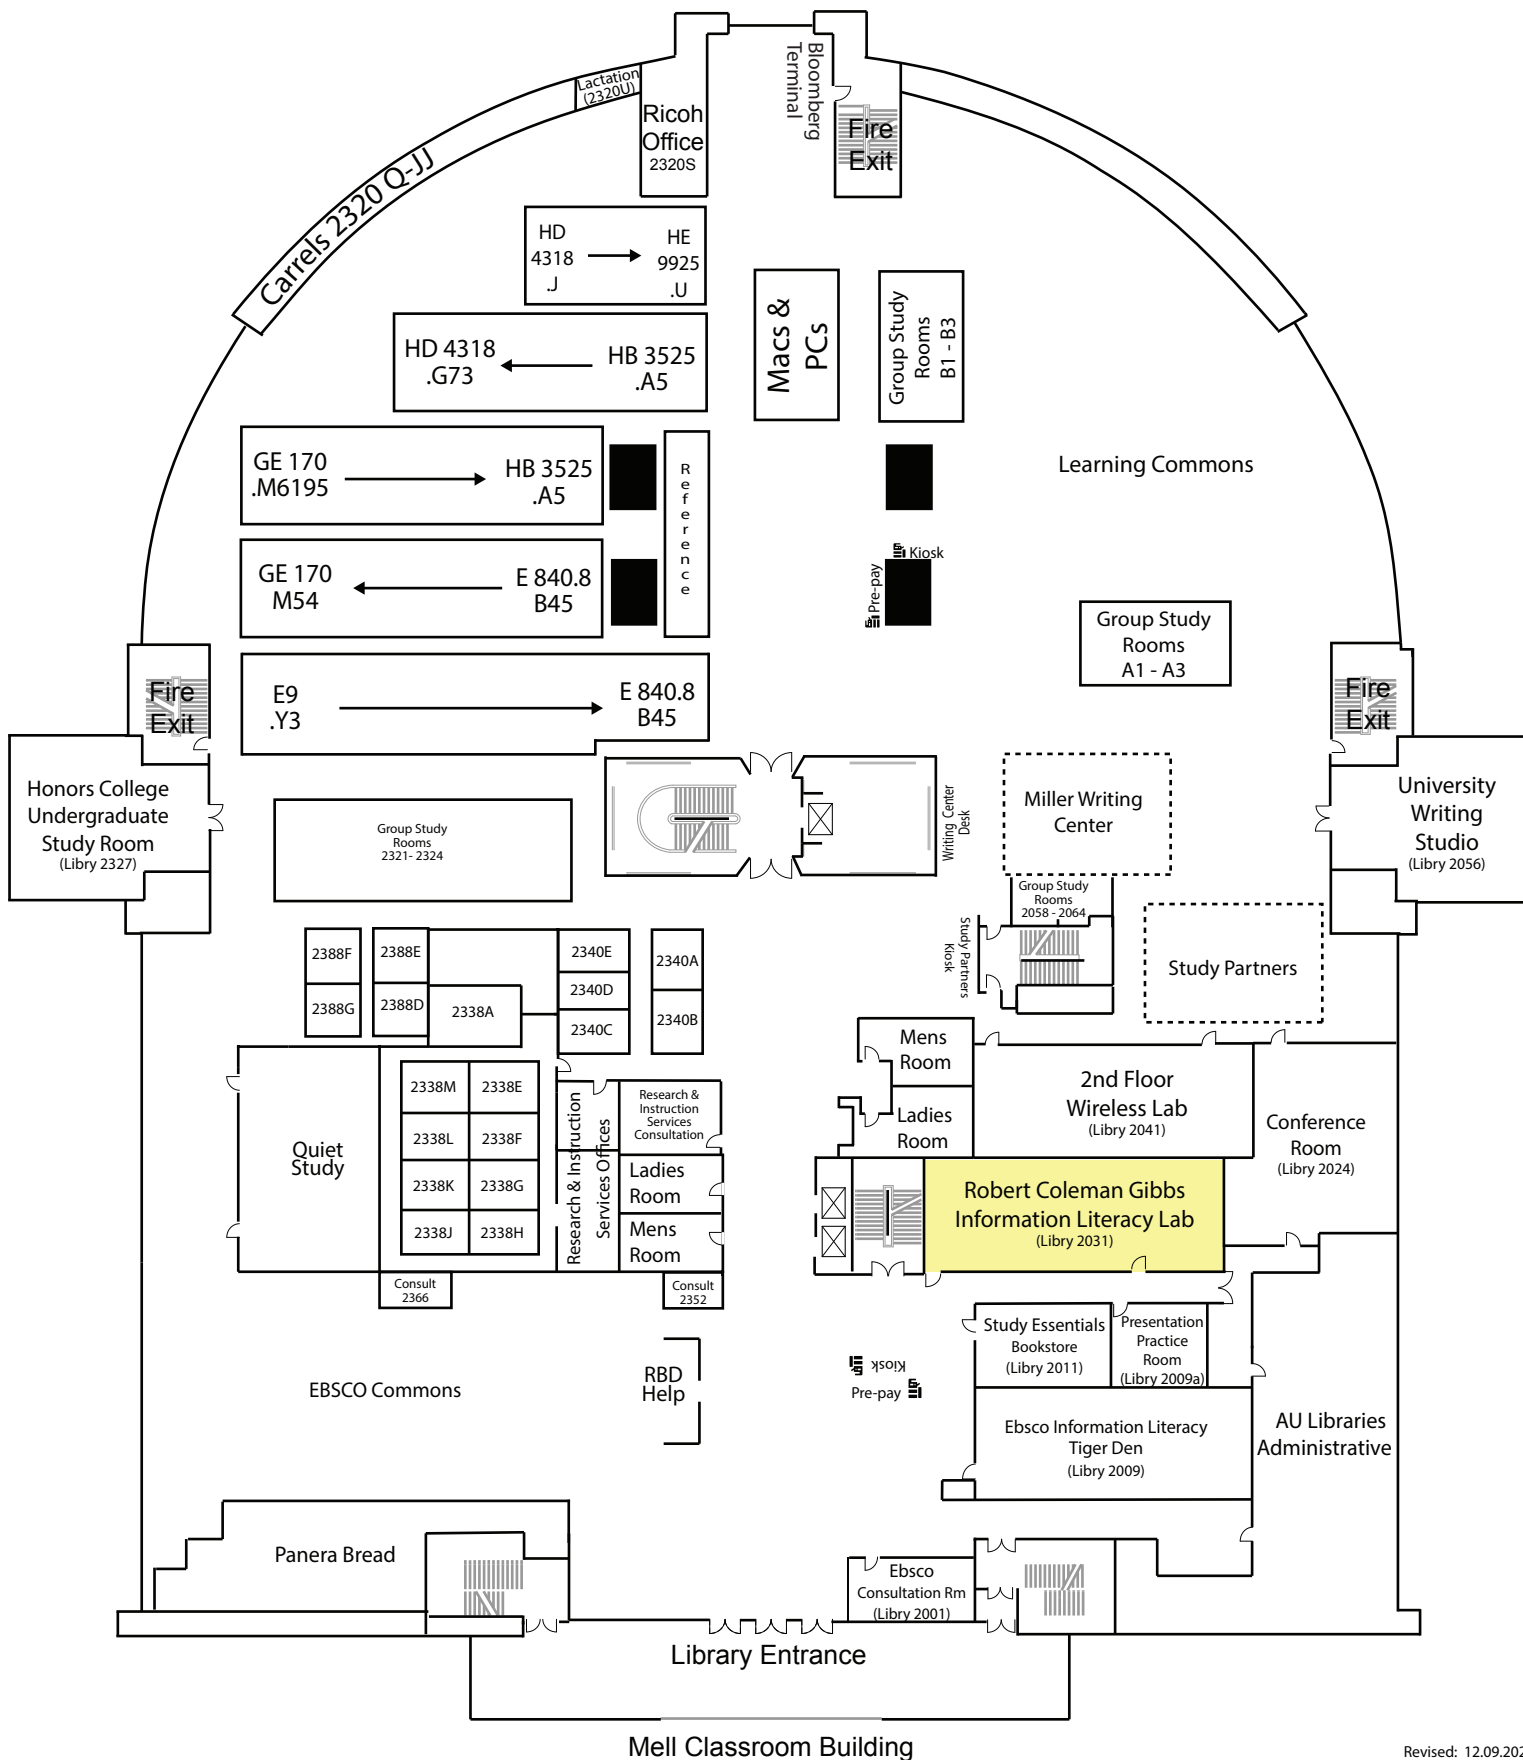 Bloomberg
Terminal
Lactation
(2320U)
Ricoh
Office
2320S
Fire
Exit
Carrels 2320 Q-JJ
HD
4318
.J
HE
9925
.U
Macs &
PCs
Group Study
Rooms
B1 - B3
HD 4318
.G73
HB 3525
.A5
GE 170
.M6195
HB 3525
.A5
Reference
Learning Commons
Kiosk
Pre-pay
GE 170
M54
E 840.8
B45
Group Study
Rooms
A1 - A3
E9
.Y3
E 840.8
B45
Fire
Exit
Fire
Exit
Honors College
Undergraduate
Study Room
(Libry 2327)
Group Study
Rooms
2321- 2324
Writing Center
Desk
Miller Writing
Center
University
Writing
Studio
(Libry 2056)
Group Study
Rooms
2058 - 2064
Study Partners
Kiosk
Study Partners
2388F
2388E
2340E
2340A
2388G
2388D
2338A
2340D
2340C
2340B
Mens
Room
Ladies
Room
2nd Floor
Wireless Lab
(Libry 2041)
Conference
Room
(Libry 2024)
Quiet
Study
2338M
2338E
2338L
2338F
2338K
2338G
2338J
2338H
Research & Instruction
Services Offices
Research &
Instruction
Services
Consultation
Ladies
Room
Mens
Room
Robert Coleman Gibbs
Information Literacy Lab
(Libry 2031)
Consult
2366
Consult
2352
Study Essentials
Bookstore
(Libry 2011)
Presentation
Practice
Room
(Libry 2009a)
EBSCO Commons
RBD
Help
Kiosk
Pre-pay
Ebsco Information Literacy
Tiger Den
(Libry 2009)
AU Libraries
Administrative
Panera Bread
Ebsco
Consultation Rm
(Libry 2001)
Library Entrance
Mell Classroom Building
Revised: 12.09.202